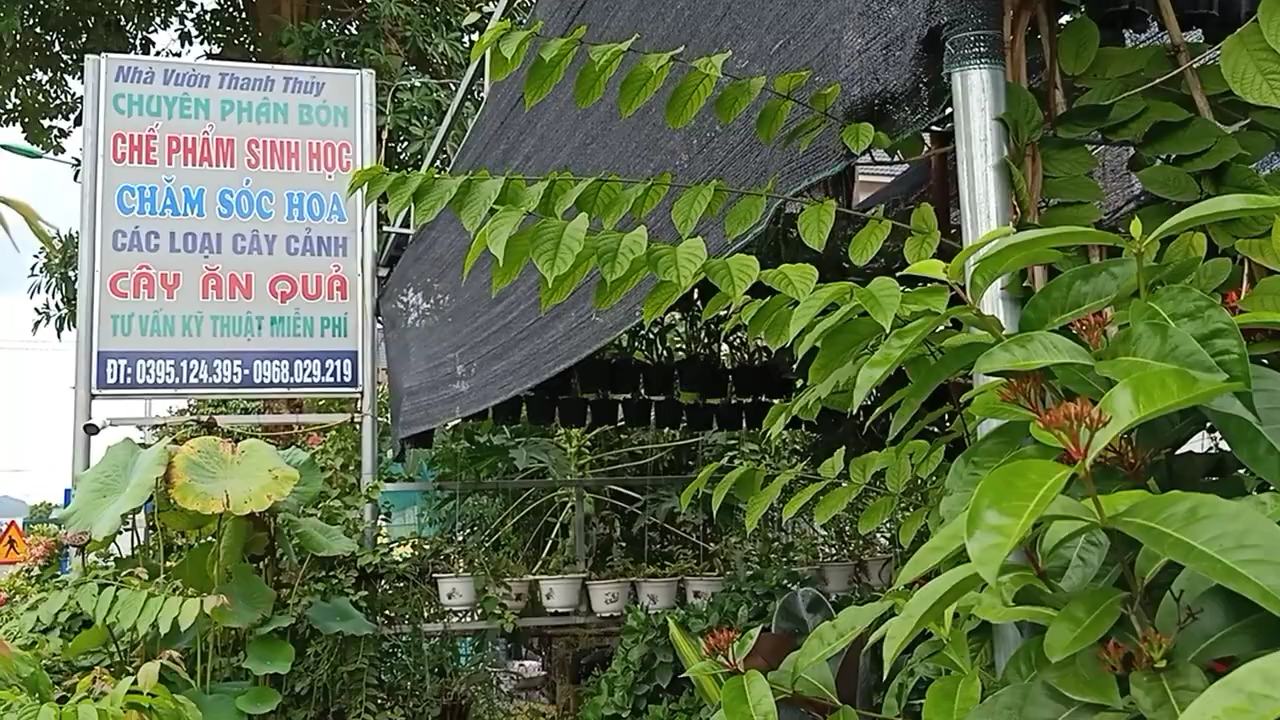 Nhà Vườn Thanh Thủy
CHUYÊN PHÂN BÓN
CHẾ PHẨM SINH HỌC
CHĂM SÓC HOA
CÁC LOẠI CÂY CẢNH
CÂY ĂN QUẢ
TƯ VẤN KỸ THUẬT MIỄN PHÍ
ĐT: 0395.124.395- 0968.029.219